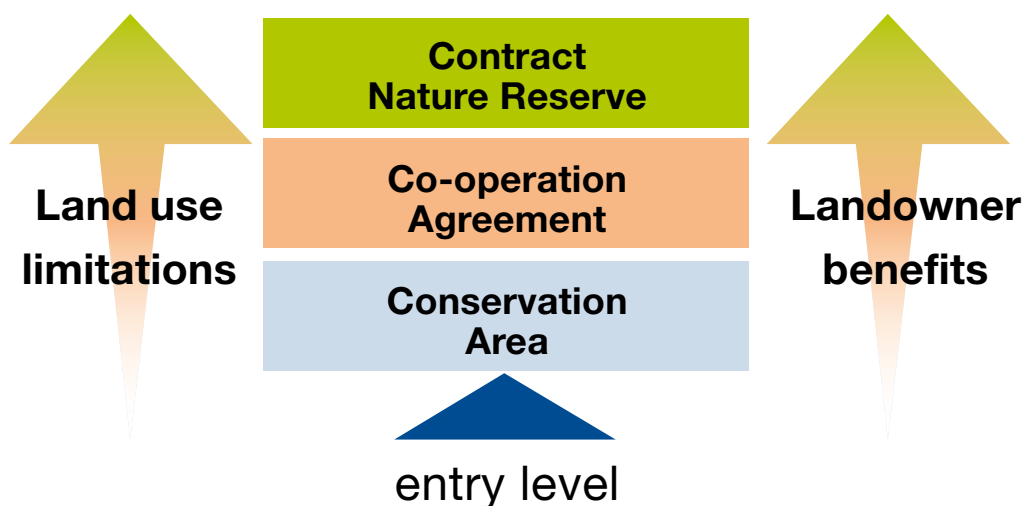 Contract
Nature Reserve
Co-operation
Agreement
Conservation
Area
Land use
limitations
Landowner
benefits
entry level